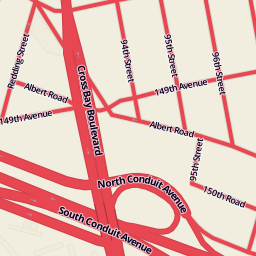 Redding Street
94th Street
95th Street
96th Street
Albert Road
Cross Bay Boulevard
149th Avenue
149th Avenue
Albert Road
95th Street
North Conduit Avenue
150th Road
South Conduit Avenue